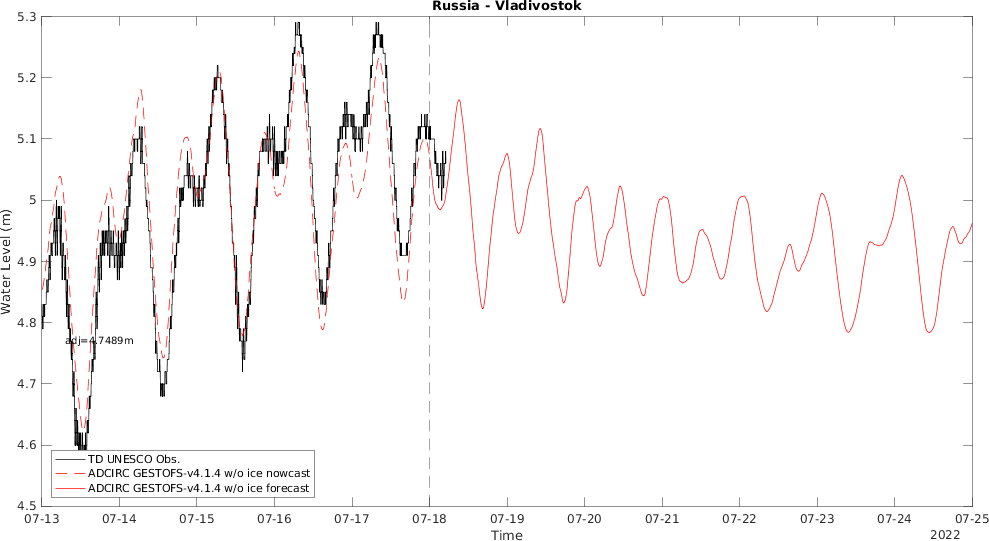 Russia - Vladivostok
5.3
5.2
5.1
5
4.9
4.8
4.7
4.6
4.5
Water Level (m)
adj=4.7489m
TD UNESCO Obs.
ADCIRC GESTOFS-v4.1.4 w/o ice nowcast
ADCIRC GESTOFS-v4.1.4 w/o ice forecast
07-13 07-14 07-15 07-16 07-17 07-18 07-19 07-20 07-21 07-22 07-23 07-24 07-25
Time
2022